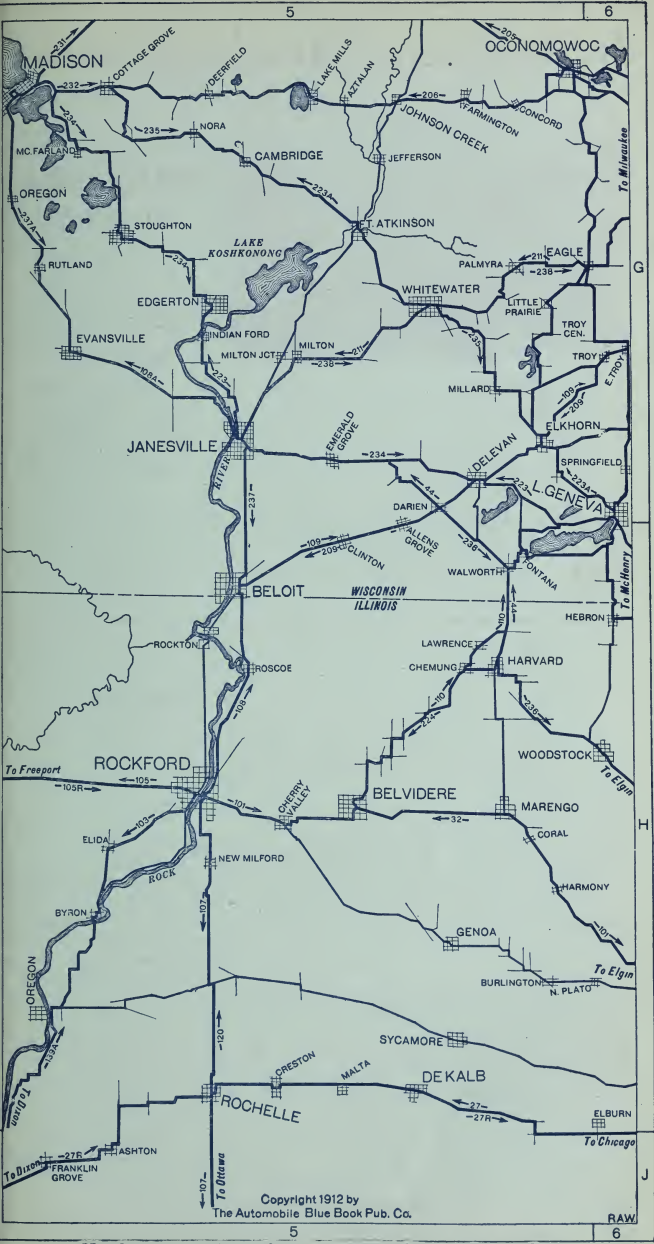 5
6
231
205
MADISON
232
COTTAGE GROVE
DEERFIELD
LAKE MILLS
AZTALAN
OCONOMOWOC
206
JOHNSON CREEK
FARMINGTON
CONCORD
234
235
NORA
MC. FARLAND
CAMBRIDGE
JEFFERSON
To Milwaukee
223A
OREGON
237A
STOUGHTON
FT. ATKINSON
LAKE
KOSHKONONG
234
RUTLAND
PALMYRA
211
EAGLE
238
G
EDGERTON
WHITEWATER
LITTLE
PRAIRIE
INDIAN FORD
TROY
CEN.
EVANSVILLE
MILTON JCT.
MILTON
211
238
235
TROY
E. TROY
108A
223
MILLARD
109
209
JANESVILLE
EMERALD
GROVE
234
ELKHORN
DELEVAN
SPRINGFIELD
RIVER
237
44
223
L. GENEVA
223A
DARIEN
ALLENS
GROVE
109
209
CLINTON
236
FONTANA
WALWORTH
BELOIT
WISCONSIN
ILLINOIS
To McHenry
44
110
HEBRON
ROCKTON
LAWRENCE
CHEMUNG
HARVARD
ROSCOE
108
110
224
236
WOODSTOCK
To Elgin
To Freeport
105
105R
ROCKFORD
BELVIDERE
101
CHERRY
VALLEY
MARENGO
32
H
103
ELIDA
CORAL
NEW MILFORD
ROCK
HARMONY
107
BYRON
101
GENOA
To Elgin
BURLINGTON
N. PLATO
OREGON
120
SYCAMORE
139A
To Dixon
CRESTON
MALTA
DE KALB
ROCHELLE
27
27R
ELBURN
To Chicago
27R
ASHTON
To Dixon
FRANKLIN
GROVE
107
To Ottawa
J
Copyright 1912 by
The Automobile Blue Book Pub. Co.
RAW
5
6